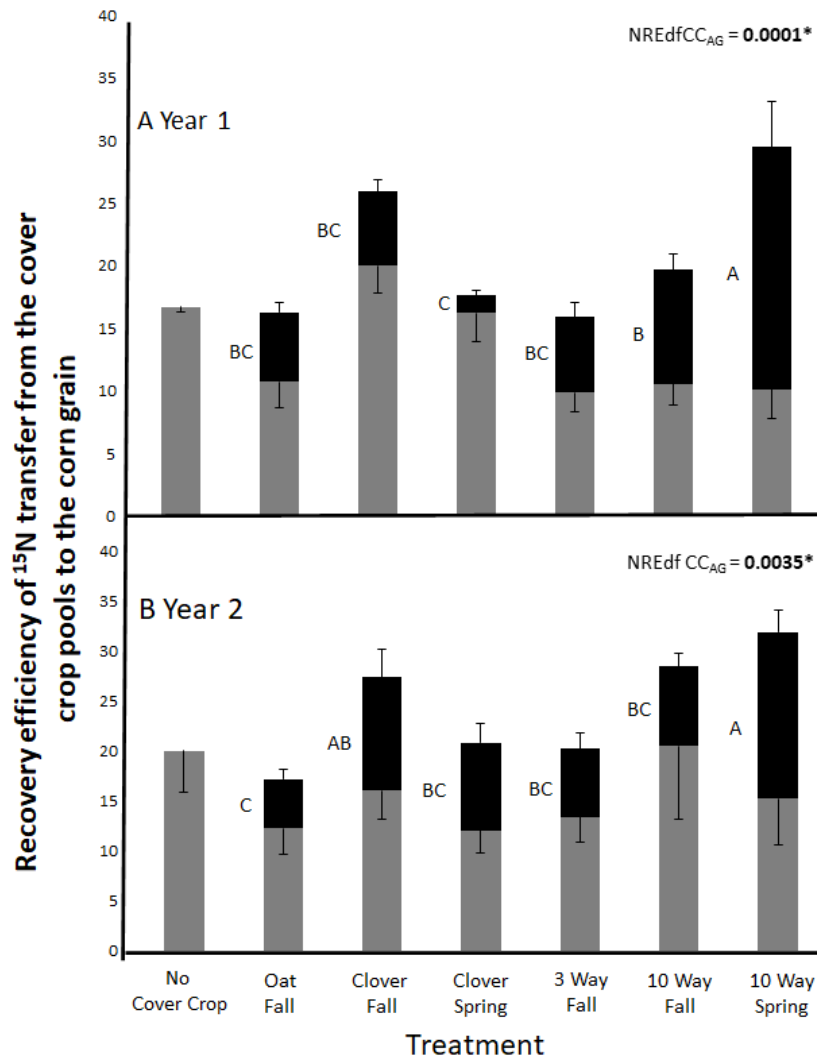 Recovery efficiency of ¹⁵N transfer from the cover
crop pools to the corn grain
40
35
30
25
20
15
10
5
0
A Year 1
NREdfCC_AG = 0.0001*
BC
BC
C
BC
B
A
40
35
30
25
20
15
10
5
0
B Year 2
NREdf CC_AG = 0.0035*
C
AB
BC
BC
BC
A
No
Cover Crop
Oat
Fall
Clover
Fall
Clover
Spring
3 Way
Fall
10 Way
Fall
10 Way
Spring
Treatment